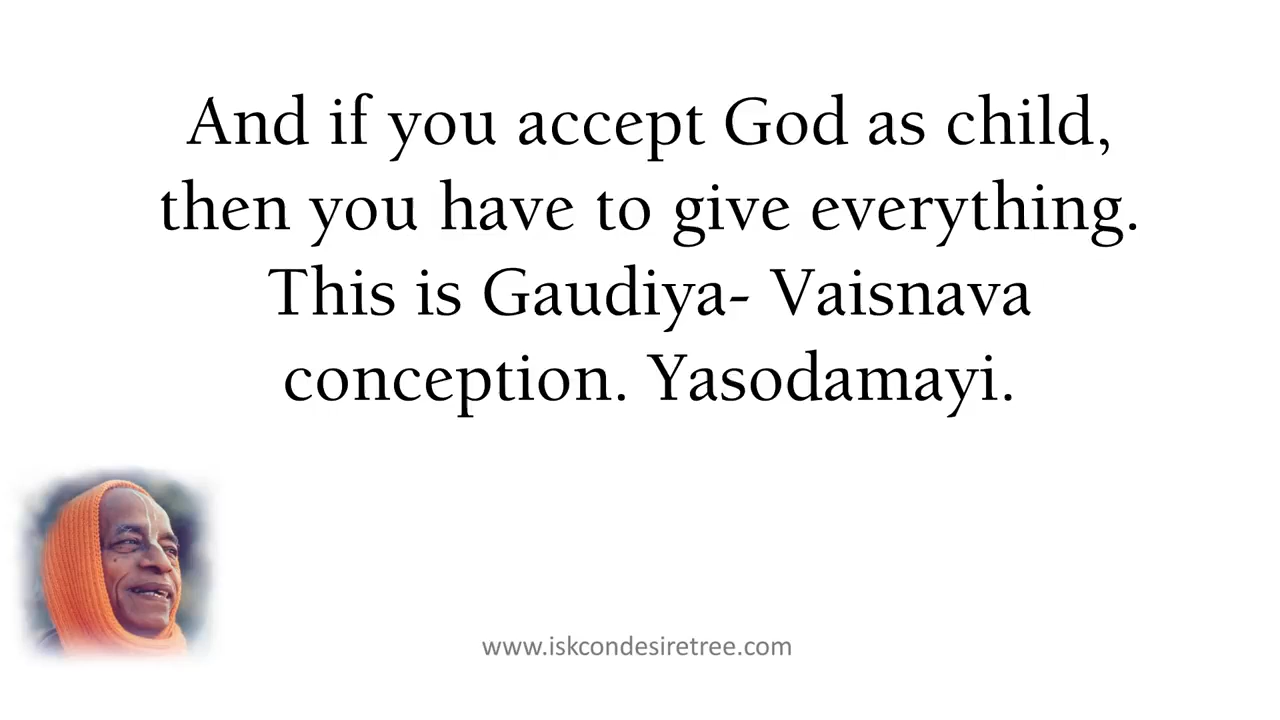 And if you accept God as child,
then you have to give everything.
This is Gaudiya- Vaisnava
conception. Yasodamayi.
www.iskcondesiretree.com